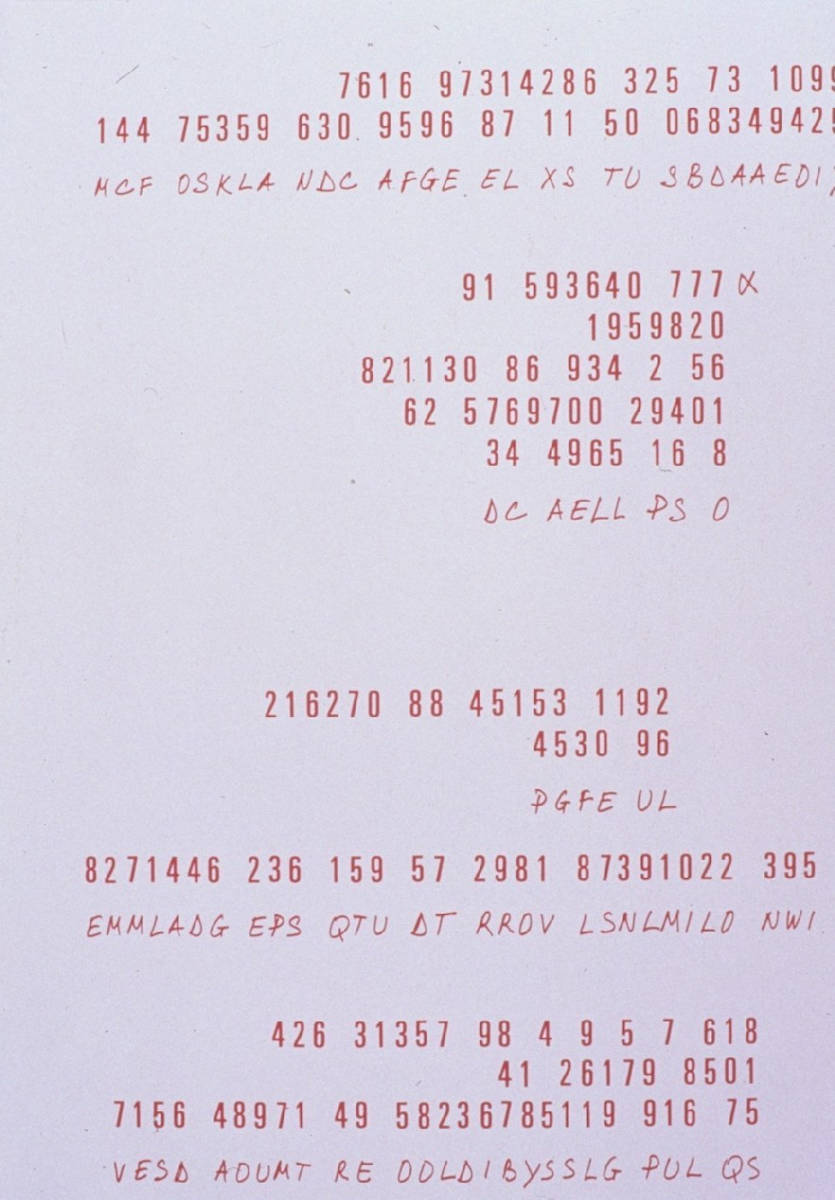 7616 97314286 325 73 109
144 75359 630 9596 87 11 50 06834942
MCF OSKLA NDC AFGE EL XS TU SBDAAEDI
91 593640 777 α
1959820
821130 86 934 2 56
62 5769700 29401
34 4965 16 8
DC AELL PS O
216270 88 45153 1192
4530 96
PGFE UL
8271446 236 159 57 2981 87391022 395
EMMLADG EPS QTU DT RROV LSNLMILO NWI
426 31357 98 4 9 5 7 618
41 26179 8501
7156 48971 49 58236785119 916 75
VESD AOUMT RE ODLDIBYSSLG PUL QS